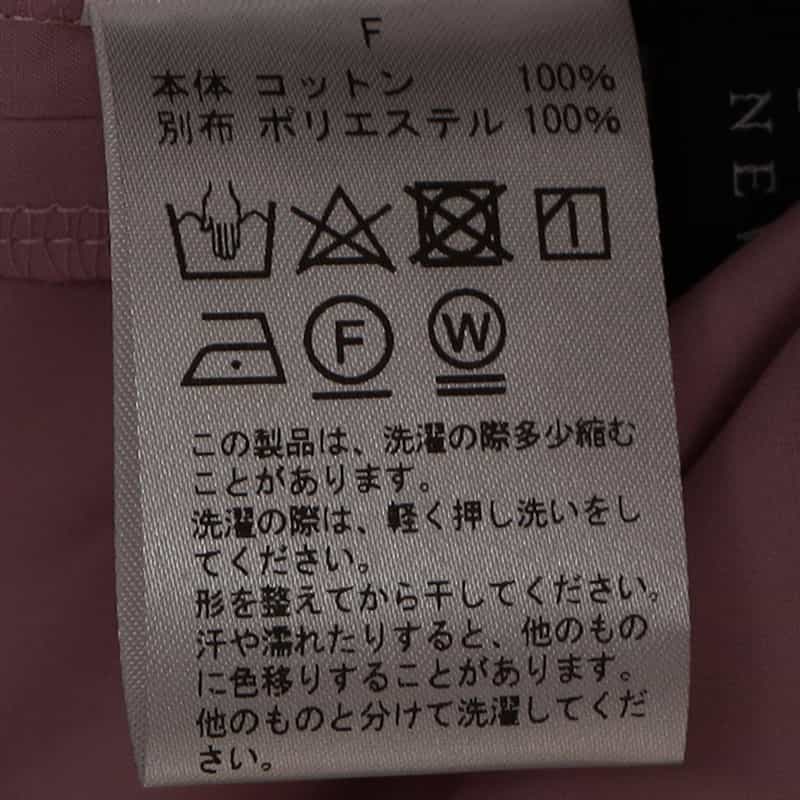 F
本体 コットン 100%
別布 ポリエステル 100%
F
W
この製品は、洗濯の際多少縮む
ことがあります。
洗濯の際は、軽く押し洗いをし
てください。
形を整えてから干してください。
汗や濡れたりすると、他のもの
に色移りすることがあります。
他のものと分けて洗濯してくだ
さい。
NEW